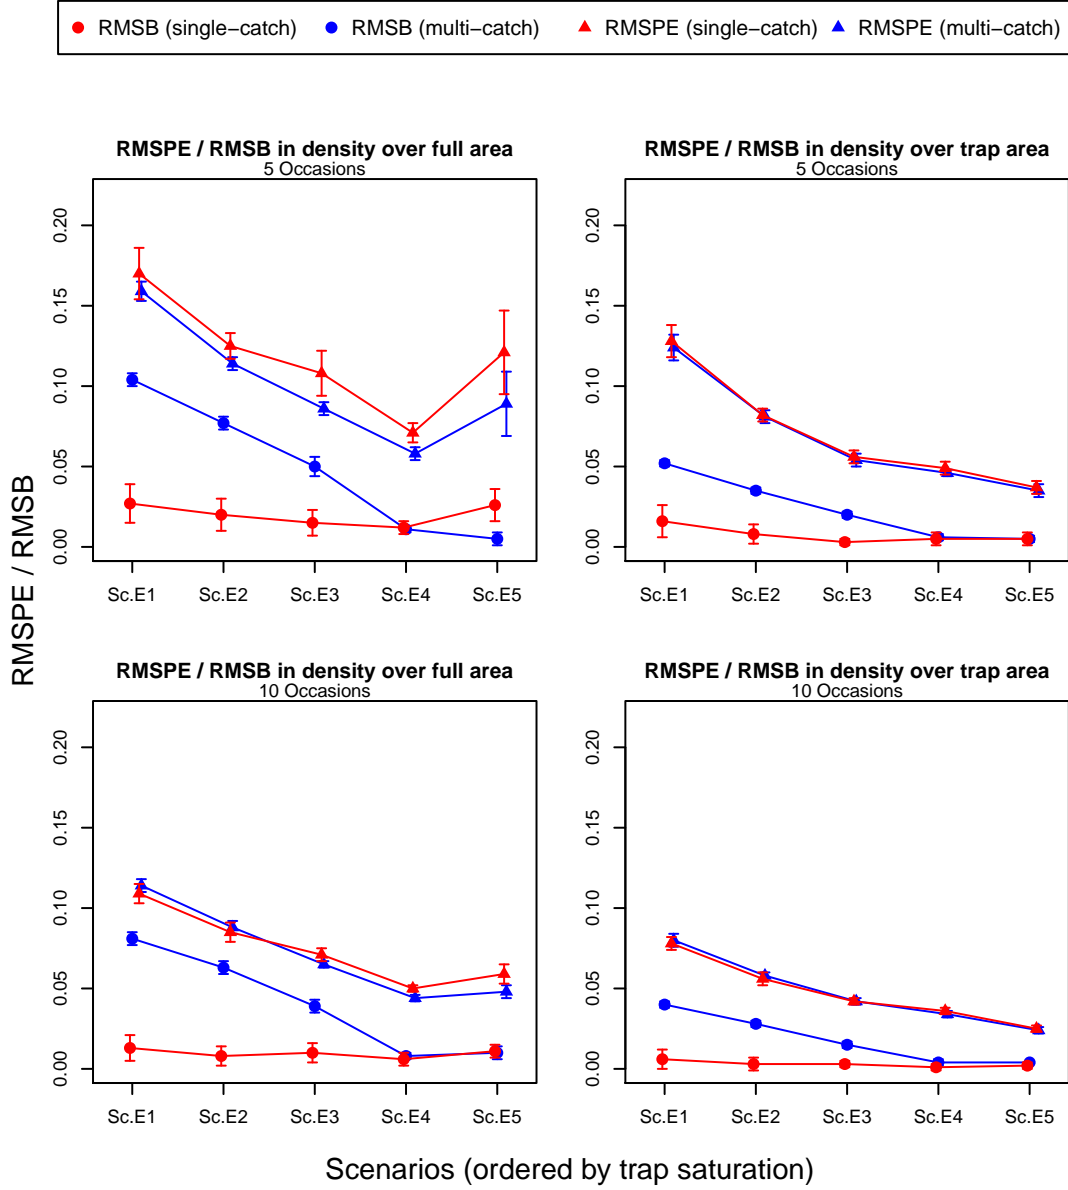 RMSB (single−catch) RMSB (multi−catch) RMSPE (single−catch) RMSPE (multi−catch)
RMSPE / RMSB in density over full area
5 Occasions
0.00 0.05 0.10 0.15 0.20
Sc.E1 Sc.E2 Sc.E3 Sc.E4 Sc.E5
RMSPE / RMSB in density over trap area
5 Occasions
0.00 0.05 0.10 0.15 0.20
Sc.E1 Sc.E2 Sc.E3 Sc.E4 Sc.E5
RMSPE / RMSB
RMSPE / RMSB in density over full area
10 Occasions
0.00 0.05 0.10 0.15 0.20
Sc.E1 Sc.E2 Sc.E3 Sc.E4 Sc.E5
RMSPE / RMSB in density over trap area
10 Occasions
0.00 0.05 0.10 0.15 0.20
Sc.E1 Sc.E2 Sc.E3 Sc.E4 Sc.E5
Scenarios (ordered by trap saturation)